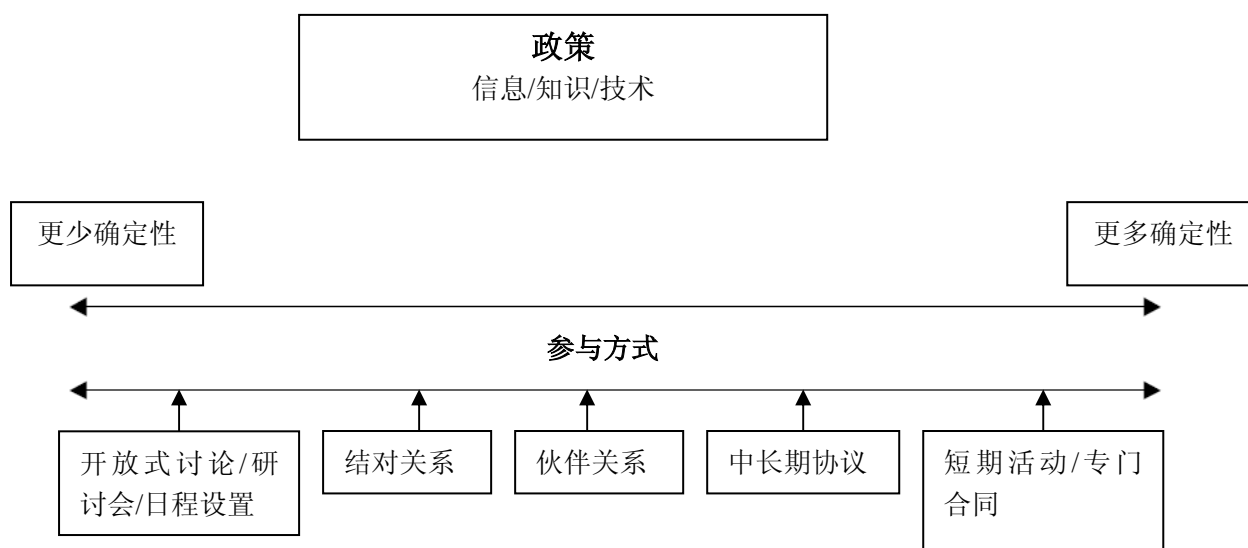 政策
信息/知识/技术
更少确定性
更多确定性
参与方式
开放式讨论/研
讨会/日程设置
结对关系
伙伴关系
中长期协议
短期活动/专门
合同